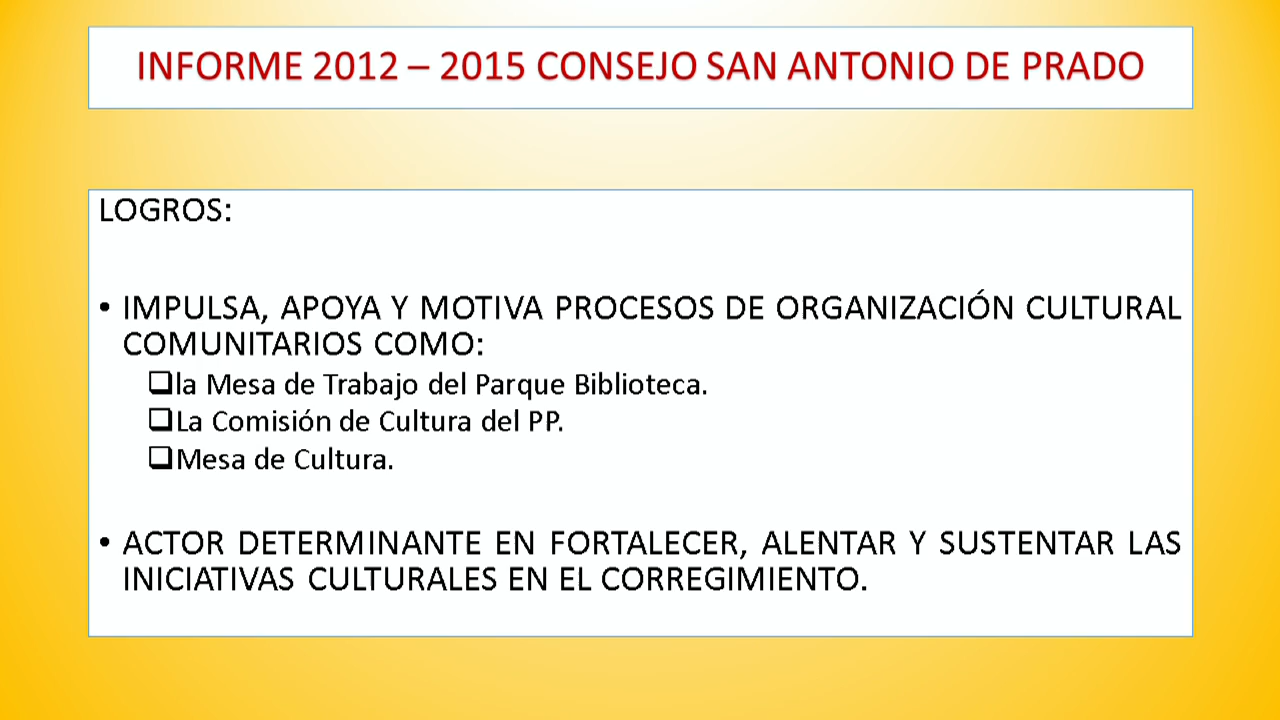 INFORME 2012 – 2015 CONSEJO SAN ANTONIO DE PRADO
LOGROS:
• IMPULSA, APOYA Y MOTIVA PROCESOS DE ORGANIZACIÓN CULTURAL
COMUNITARIOS COMO:
❑la Mesa de Trabajo del Parque Biblioteca.
❑La Comisión de Cultura del PP.
❑Mesa de Cultura.
• ACTOR DETERMINANTE EN FORTALECER, ALENTAR Y SUSTENTAR LAS
INICIATIVAS CULTURALES EN EL CORREGIMIENTO.